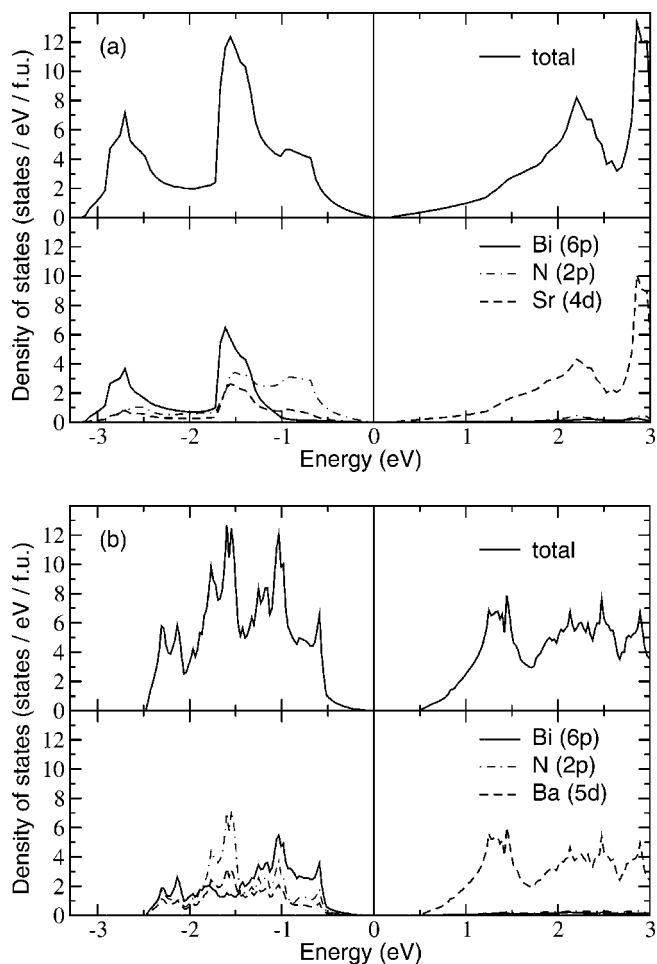 (a)
total
12
10
8
6
4
2
0
Bi (6p)
N (2p)
Sr (4d)
12
10
8
6
4
2
0
-3 -2 -1 0 1 2 3
Energy (eV)
Density of states (states / eV / f.u.)
(b)
total
12
10
8
6
4
2
0
Bi (6p)
N (2p)
Ba (5d)
12
10
8
6
4
2
0
-3 -2 -1 0 1 2 3
Energy (eV)
Density of states (states / eV / f.u.)